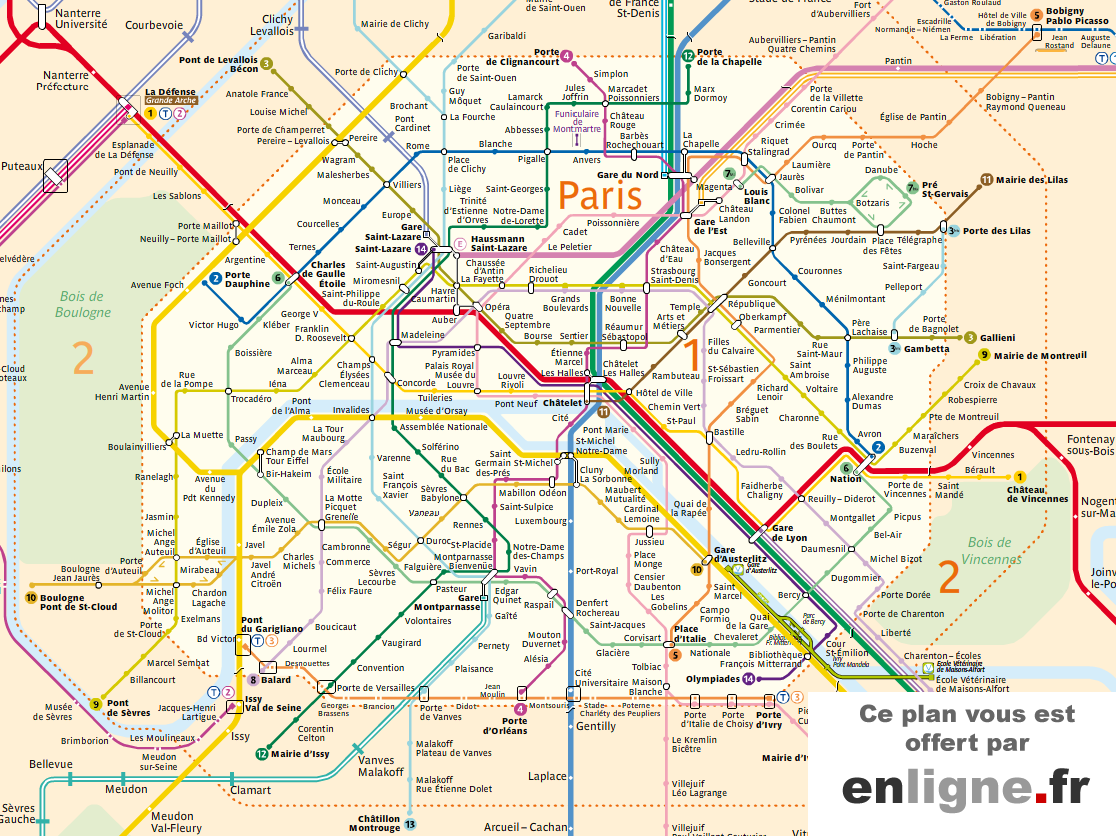 Nanterre
Université
Courbevoie
Clichy
Levallois
Mairie de Clichy
Garibaldi
de Saint-Ouen
de France
St-Denis
Stade de France
Fort
d'Aubervilliers
Gaston Roulaud
Escadrille
Normandie – Niémen
La Ferme
Hôtel de Ville
de Bobigny
Libération
5
Bobigny
Pablo Picasso
Jean
Rostand
Auguste
Delaune
T
Pont de Levallois
Bécon
3
Porte
de Clignancourt
4
12
Porte
de la Chapelle
Aubervilliers – Pantin
Quatre Chemins
Pantin
Nanterre
Préfecture
La Défense
Grande Arche
1
T
2
Anatole France
Louise Michel
Porte de Champerret
Pereire – Levallois
Pereire
Porte de Clichy
Brochant
Pont
Cardinet
Porte
de Saint-Ouen
Guy
Môquet
La Fourche
Simplon
Jules
Joffrin
Marcadet
Poissonniers
Lamarck
Caulaincourt
Abbesses
Funiculaire
de
Montmartre
Château
Rouge
Barbès
Rochechouart
Marx
Dormoy
La
Chapelle
Porte
de la Villette
Corentin Cariou
Crimée
Riquet
Stalingrad
Ourcq
Porte
de Pantin
Hoche
Église de Pantin
Bobigny – Pantin
Raymond Queneau
Esplanade
de La Défense
Pont de Neuilly
Les Sablons
Puteaux
Wagram
Malesherbes
Villiers
Rome
Place
de Clichy
Blanche
Pigalle
Anvers
Gare du Nord
Magenta
7
Louis
Blanc
Jaurès
Laumière
Bolivar
Danube
7
Pré
St-Gervais
Botzaris
Buttes
Chaumont
Colonel
Fabien
11
Mairie des Lilas
3
Porte des Lilas
Monceau
Courcelles
Ternes
Europe
Liège
Trinité
d'Estienne
d'Orves
Saint-Georges
Notre-Dame
de-Lorette
Paris
Poissonnière
Cadet
Le Peletier
Château
Landon
Gare
de l'Est
Belleville
Pyrénées
Jourdain
Place
des Fêtes
Télégraphe
Saint-Fargeau
Pelleport
Porte Maillot
Neuilly – Porte Maillot
Argentine
Gare
Saint-Lazare
Saint-Lazare
14
E
Haussmann
Saint-Lazare
Saint-Augustin
Miromesnil
Saint-Philippe
du-Roule
Chaussée
d'Antin
La Fayette
Havre
Caumartin
Auber
Richelieu
Drouot
Grands
Boulevards
Bonne
Nouvelle
Château
d'Eau
Strasbourg
Saint-Denis
Jacques
Bonsergent
Goncourt
Couronnes
Ménilmontant
Avenue Foch
2
Porte
Dauphine
6
Charles
de Gaulle
Étoile
Victor Hugo
Kléber
George V
Franklin
D. Roosevelt
Boissière
Madeleine
Opéra
Quatre
Septembre
Bourse
Sentier
Réaumur
Sébastopol
Arts et
Métiers
Temple
République
Oberkampf
Parmentier
Filles
du Calvaire
Rue
Saint-Maur
Père
Lachaise
Porte
de Bagnolet
3
Gallieni
3
Gambetta
9
Mairie de Montreuil
Bois de
Boulogne
2
Rue
de la Pompe
Avenue
Henri Martin
Trocadéro
Iéna
Alma
Marceau
Pont
de l'Alma
Champs
Élysées
Clemenceau
Invalides
Concorde
Pyramides
Palais Royal
Musée du
Louvre
Tuileries
Musée d'Orsay
Assemblée Nationale
Louvre
Rivoli
Pont Neuf
Étienne
Marcel
Les Halles
Châtelet
Les Halles
Châtelet
11
Rambuteau
Hôtel de Ville
St-Paul
Cité
1
St-Sébastien
Froissart
Chemin Vert
Saint
Ambroise
Richard
Lenoir
Bréguet
Sabin
Voltaire
Charonne
Philippe
Auguste
Alexandre
Dumas
Avron
Croix de Chavaux
Robespierre
Pte de Montreuil
Maraîchers
Buzenval
Vincennes
Bérault
1
Château
de Vincennes
Fontenay
sous-Bois
Boulainvilliers
La Muette
Passy
Ranelagh
Avenue
du
Pdt Kennedy
Champ de Mars
Tour Eiffel
Bir-Hakeim
La Tour
Maubourg
École
Militaire
La Motte
Picquet
Grenelle
Varenne
Saint
François
Xavier
Solférino
Rue
du Bac
Sèvres
Babylone
Vaneau
Saint
Germain
des-Prés
Mabillon
Odéon
Saint-Sulpice
Rennes
St-Placide
Pont Marie
St-Michel
Notre-Dame
St-Michel
Cluny
La Sorbonne
Maubert
Mutualité
Cardinal
Lemoine
Jussieu
Luxembourg
Sully
Morland
Bastille
Ledru-Rollin
Faidherbe
Chaligny
Rue
des Boulets
2
6
Nation
Porte de
Vincennes
Saint
Mandé
Reuilly – Diderot
Montgallet
Picpus
Bel-Air
Daumesnil
Michel Bizot
Dugommier
Quai de
la Rapée
Gare
de Lyon
Gare
d'Austerlitz
10
Bois de
Vincennes
2
Nogent
sur-Ma
Joinv
le-Po
Jasmin
Michel
Ange
Auteuil
Église
d'Auteuil
Javel
Javel
André
Citroën
Avenue
Émile Zola
Dupleix
Charles
Michels
Cambronne
Commerce
Félix Faure
Ségur
Duroc
Sèvres
Lecourbe
Falguière
Montparnasse
Bienvenüe
Notre-Dame
des-Champs
Vavin
Port-Royal
Place
Monge
Censier
Daubenton
Les
Gobelins
Saint
Marcel
Campo
Formio
Quai
de la Gare
Chevaleret
Bercy
Parc
de Bercy
Porte Dorée
Porte de Charenton
Liberté
10
Boulogne
Pont de St-Cloud
Boulogne
Jean Jaurès
Porte
d'Auteuil
Mirabeau
Michel
Ange
Molitor
Chardon
Lagache
Exelmans
Porte
de St-Cloud
Pont
du Garigliano
Bd Victor
T
3
Boucicaut
Lourmel
Desnouettes
8
Balard
Pasteur
Volontaires
Vaugirard
Convention
Gare
Montparnasse
Edgar
Quinet
Gaîté
Pernety
Plaisance
Raspail
Mouton
Duvernet
Alésia
Denfert
Rochereau
Saint-Jacques
Glacière
Corvisart
Place
d'Italie
5
Nationale
Tolbiac
Maison
Blanche
Bibliothèque
François Mitterrand
Cour
St-Émilion
Olympiades
14
Charenton – Écoles
École Vétérinaire
de Maisons-Alfort
École Vétérinaire
de Maisons-Alfort
Marcel Sembat
Billancourt
9
Pont
de Sèvres
Musée
de Sèvres
Brimborion
T
2
Issy
Val de Seine
Jacques-Henri
Lartigue
Les Moulineaux
Meudon
sur-Seine
Issy
Porte de Versailles
Georges
Brassens
Brancion
Corentin
Celton
12
Mairie d'Issy
Porte
de Vanves
Didot
Jean
Moulin
4
Porte
d'Orléans
Montsouris
Cité
Universitaire
Stade
Charléty
Poterne
des Peupliers
Gentilly
Porte
d'Italie
Porte
de Choisy
Porte
d'Ivry
T
3
Le Kremlin
Bicêtre
Mairie d'I
Villejuif
Léo Lagrange
Villejuif
Bellevue
Meudon
Clamart
Vanves
Malakoff
Malakoff
Plateau de Vanves
Malakoff
Rue Étienne Dolet
Laplace
Arcueil – Cachan
Sèvres
Meudon
Val-Fleury
Châtillon
Montrouge
13
Ce plan vous est
offert par
enligne.fr